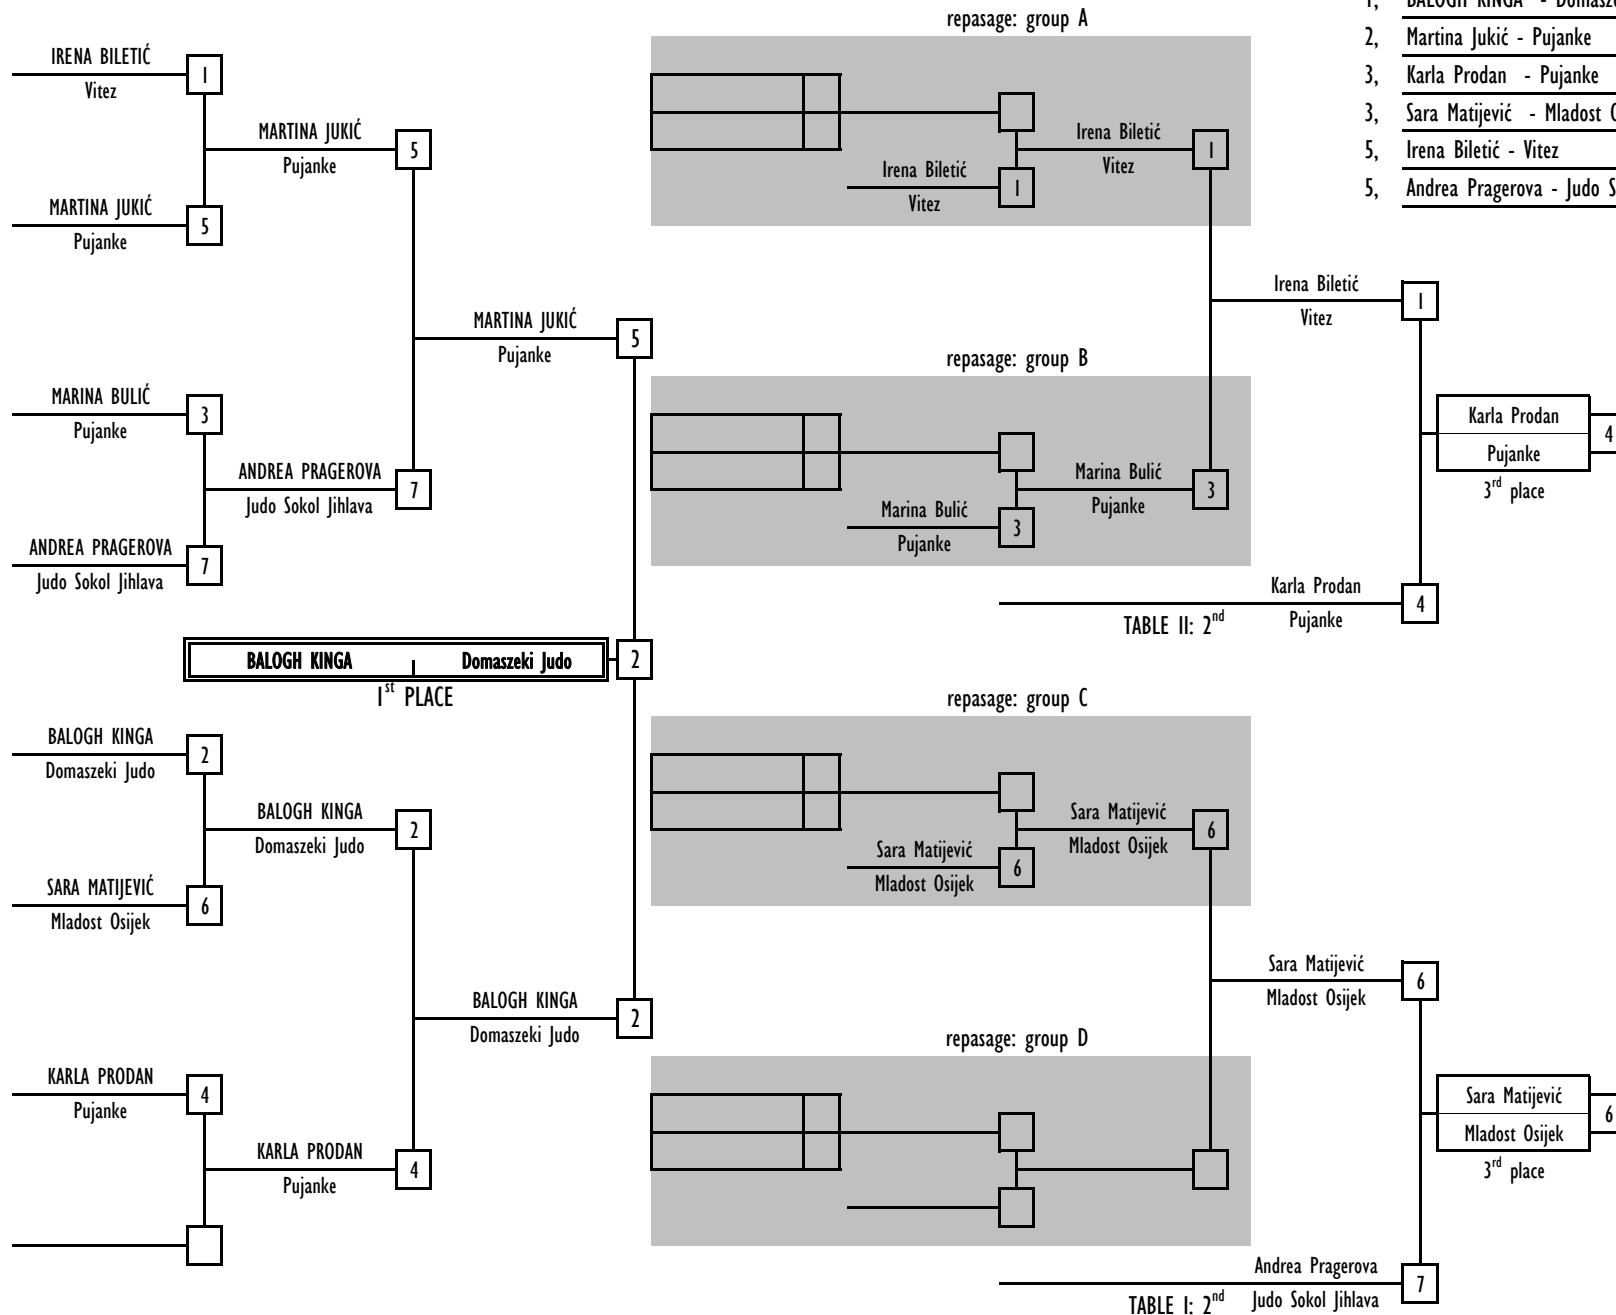 IRENA BILETIĆ
1
Vitez
MARTINA JUKIĆ
5
Pujanke
MARTINA JUKIĆ
5
Pujanke
MARTINA JUKIĆ
5
Pujanke
MARINA BULIĆ
3
Pujanke
ANDREA PRAGEROVA
7
Judo Sokol Jihlava
ANDREA PRAGEROVA
7
Judo Sokol Jihlava
BALOGH KINGA
Domaszeki Judo
2
1st PLACE
BALOGH KINGA
2
Domaszeki Judo
BALOGH KINGA
2
Domaszeki Judo
SARA MATIJEVIĆ
6
Mladost Osijek
BALOGH KINGA
2
Domaszeki Judo
KARLA PRODAN
4
Pujanke
KARLA PRODAN
4
Pujanke
repasage: group A
Irena Biletić
1
Vitez
Irena Biletić
1
Vitez
repasage: group B
Marina Bulić
3
Pujanke
Marina Bulić
3
Pujanke
Irena Biletić
1
Vitez
Karla Prodan
4
Pujanke
TABLE II: 2nd
Karla Prodan
4
Pujanke
3rd place
repasage: group C
Sara Matijević
6
Mladost Osijek
Sara Matijević
6
Mladost Osijek
repasage: group D
Sara Matijević
6
Mladost Osijek
Andrea Pragerova
7
Judo Sokol Jihlava
TABLE I: 2nd
Sara Matijević
6
Mladost Osijek
3rd place
1, BALOGH KINGA -
2, Martina Jukić - Pujanke
3, Karla Prodan - Pujanke
3, Sara Matijević - Mladost
5, Irena Biletić - Vitez
5, Andrea Pragerova - Judo